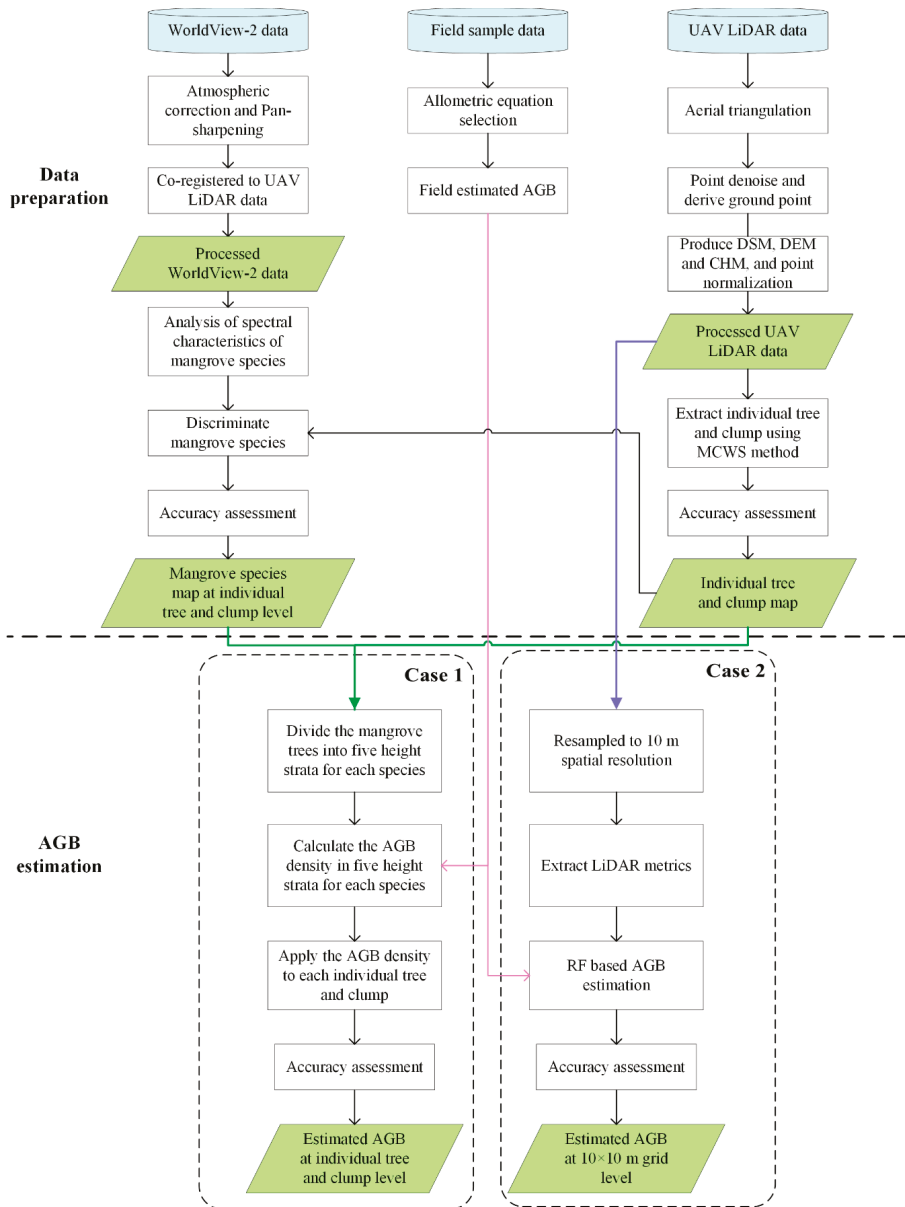 WorldView-2 data
Field sample data
UAV LiDAR data
Atmospheric
correction and Pan-
sharpening
Allometric equation
selection
Aerial triangulation
Data
preparation
Co-registered to UAV
LiDAR data
Field estimated AGB
Point denoise and
derive ground point
Processed
WorldView-2 data
Produce DSM, DEM
and CHM, and point
normalization
Analysis of spectral
characteristics of
mangrove species
Processed UAV
LiDAR data
Discriminate
mangrove species
Extract individual tree
and clump using
MCWS method
Accuracy assessment
Accuracy assessment
Mangrove species
map at individual
tree and clump level
Individual tree
and clump map
Case 1
Case 2
Divide the mangrove
trees into five height
strata for each species
Resampled to 10 m
spatial resolution
AGB
estimation
Calculate the AGB
density in five height
strata for each species
Extract LiDAR metrics
Apply the AGB density
to each individual tree
and clump
RF based AGB
estimation
Accuracy assessment
Accuracy assessment
Estimated AGB
at individual tree
and clump level
Estimated AGB
at 10×10 m grid
level